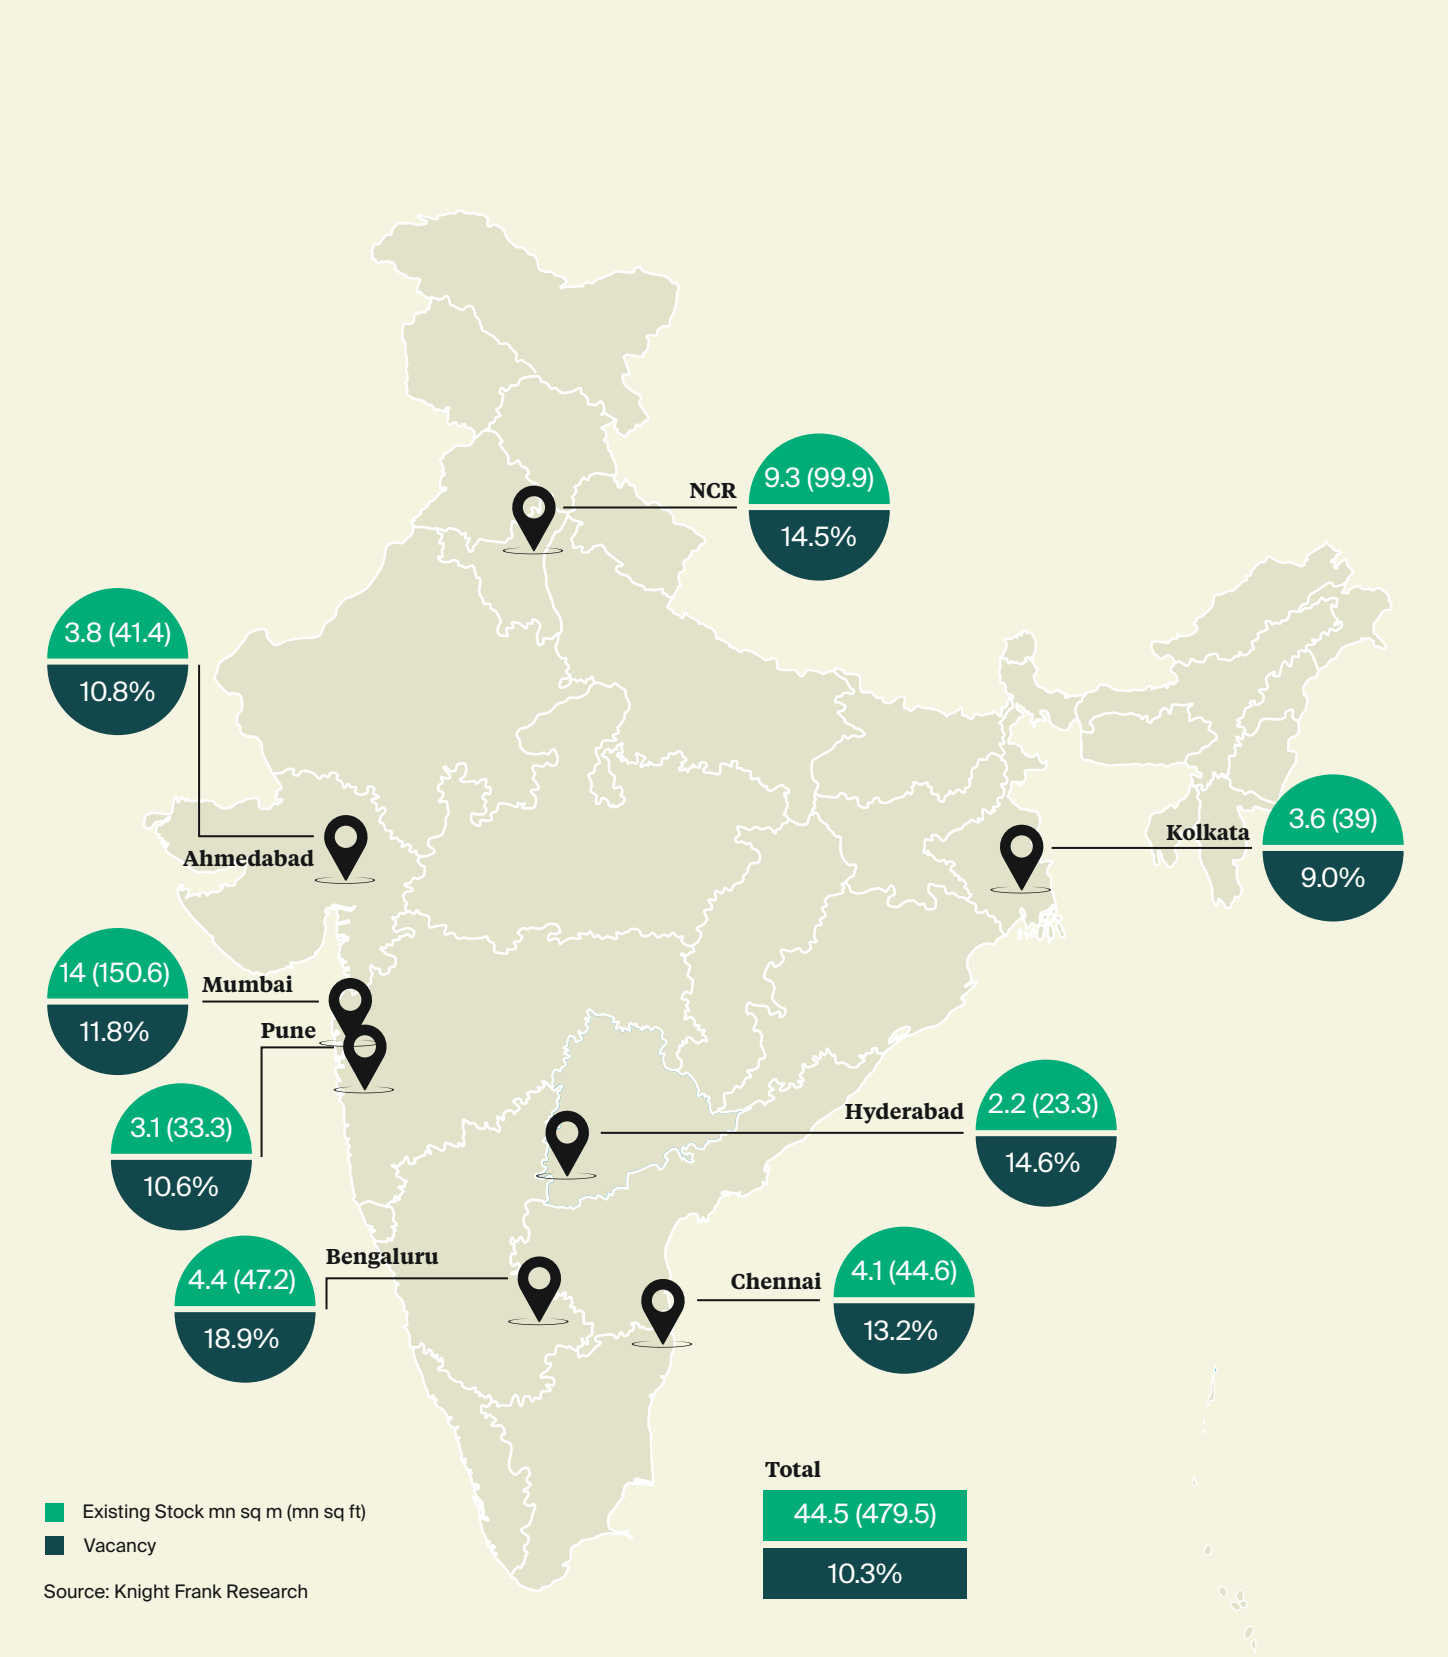 NCR
9.3 (99.9)
14.5%
3.8 (41.4)
10.8%
Ahmedabad
Kolkata
3.6 (39)
9.0%
14 (150.6)
11.8%
Mumbai
Pune
3.1 (33.3)
10.6%
Hyderabad
2.2 (23.3)
14.6%
Bengaluru
4.4 (47.2)
18.9%
Chennai
4.1 (44.6)
13.2%
Total
44.5 (479.5)
10.3%
Existing Stock mn sq m (mn sq ft)
Vacancy
Source: Knight Frank Research